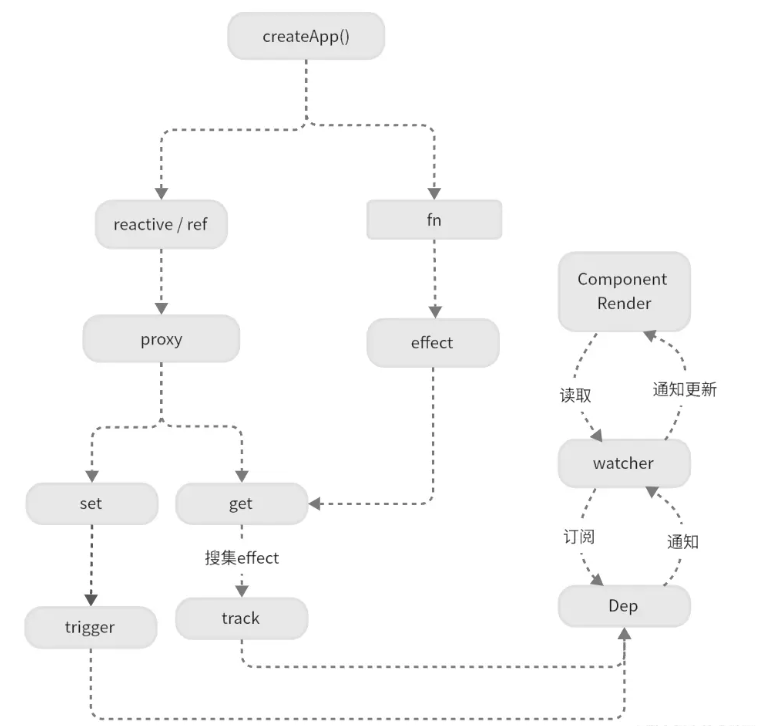 createApp()
reactive / ref
fn
Component
Render
proxy
effect
读取
通知更新
watcher
set
get
订阅
通知
搜集effect
Dep
trigger
track